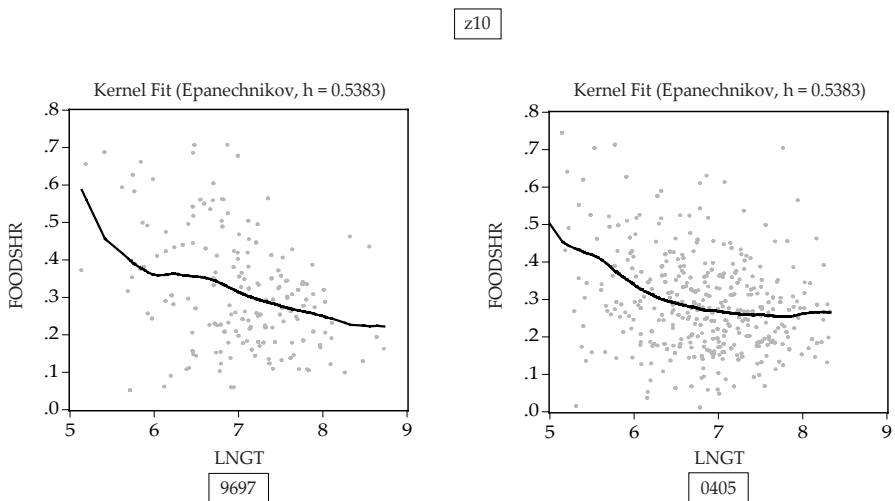 z10
Kernel Fit (Epanechnikov, h = 0.5383)
.8
.7
.6
.5
.4
.3
.2
.1
.0
FOODSHR
5 6 7 8 9
LNGT
9697
Kernel Fit (Epanechnikov, h = 0.5383)
.8
.7
.6
.5
.4
.3
.2
.1
.0
FOODSHR
5 6 7 8 9
LNGT
0405